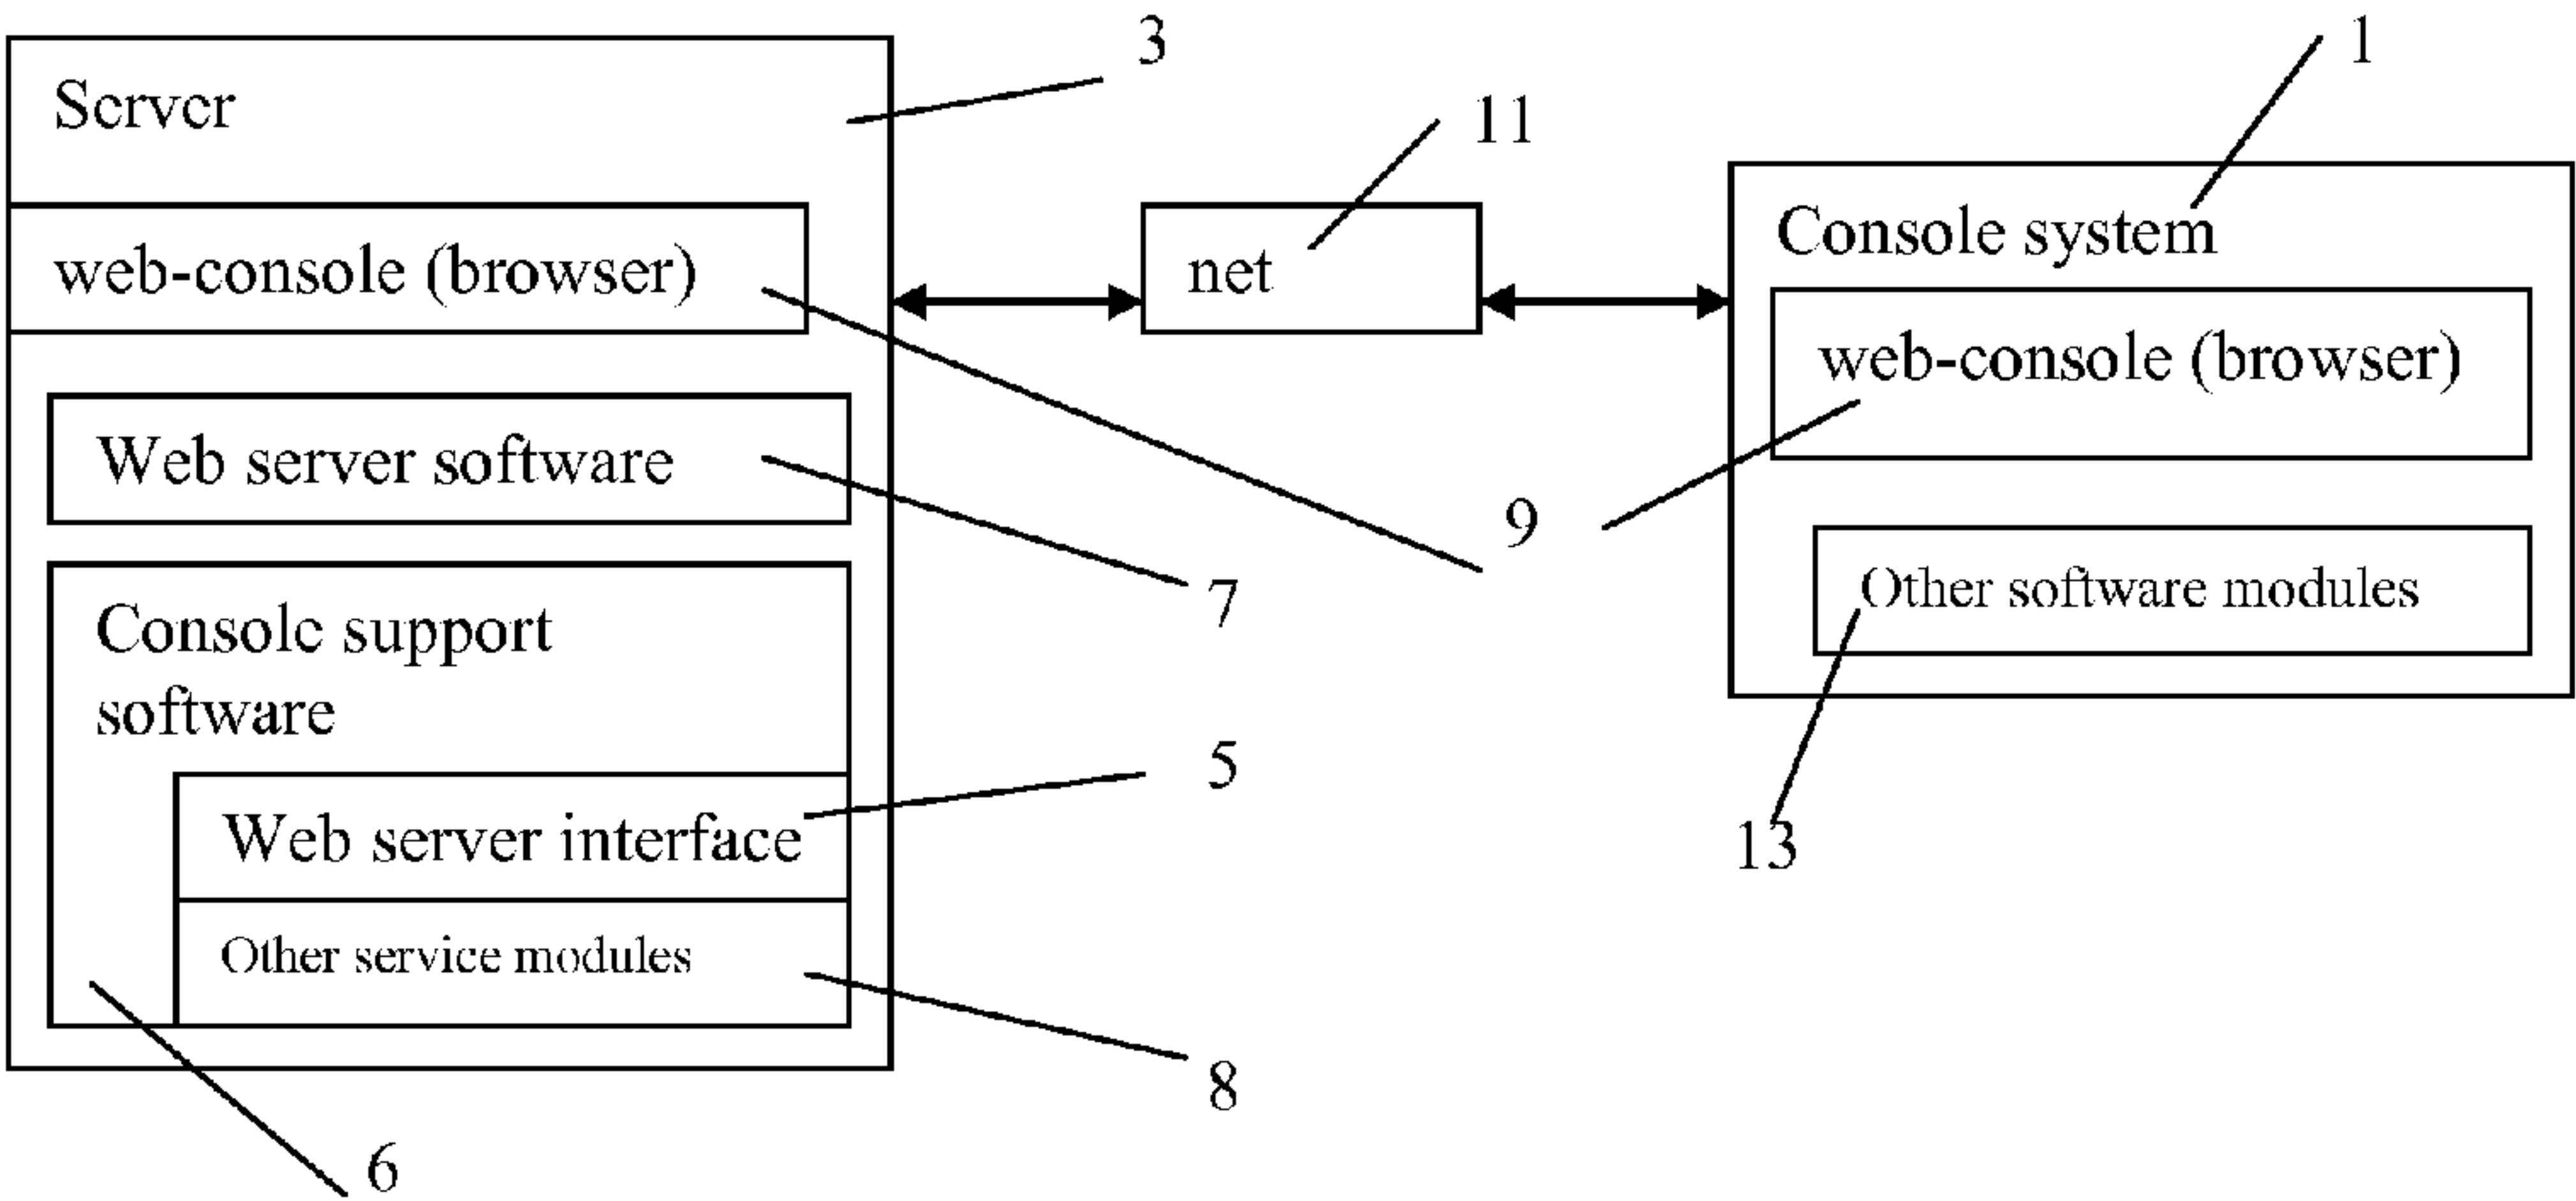 3
1
Server
11
Console system
web-console (browser)
net
web-console (browser)
Web server software
9
Other software modules
7
Console support
software
5
Web server interface
13
Other service modules
8
6